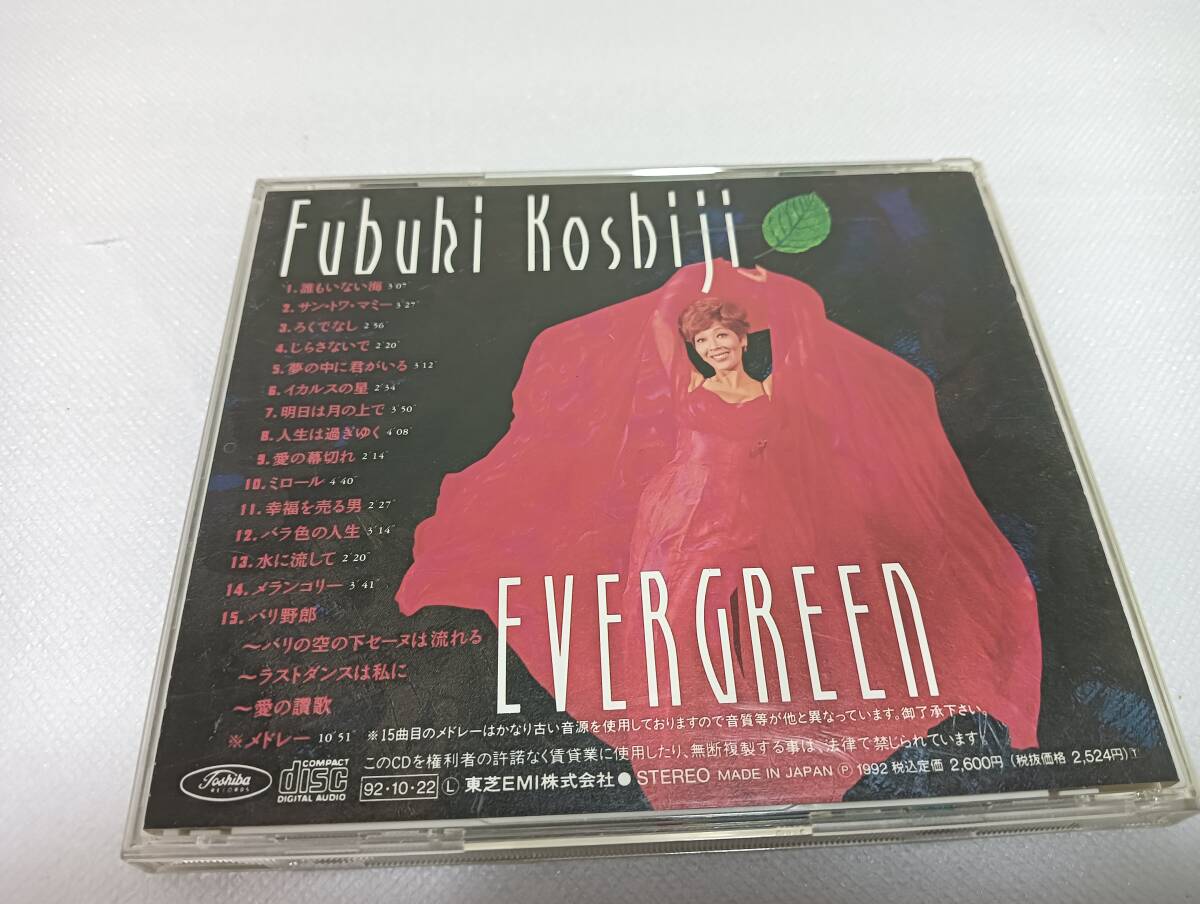 Fubuki Koshiji
1.誰もいない海 3'07"
2.サン・トワ・マミー 3'27"
3.ろくでなし 2'56"
4.じらさないで 2'20"
5.夢の中に君がいる 3'12"
6.イカルスの星 2'34"
7.明日は月の上で 3'50"
8.人生は過ぎゆく 4'08"
9.愛の幕切れ 2'14"
10.ミロール 4'40"
11.幸福を売る男 2'27"
12.バラ色の人生 3'14"
13.水に流して 2'20"
14.メランコリー 3'41"
15.パリ野郎
～パリの空の下セーヌは流れる
～ラストダンスは私に
～愛の讃歌
※メドレー 10'51"
EVERGREEN
※15曲目のメドレーはかなり古い音源を使用しておりますので音質等が他と異なっています。御了承下さい。
このCDを権利者の許諾なく賃貸業に使用したり、無断複製する事は、法律で禁じられています。
Toshiba RECORDS
COMPACT disc DIGITAL AUDIO
92・10・22 Ⓛ 東芝EMI株式会社● STEREO MADE IN JAPAN Ⓟ 1992 税込定価 2,600円 (税抜価格 2,524円) Ⓣ